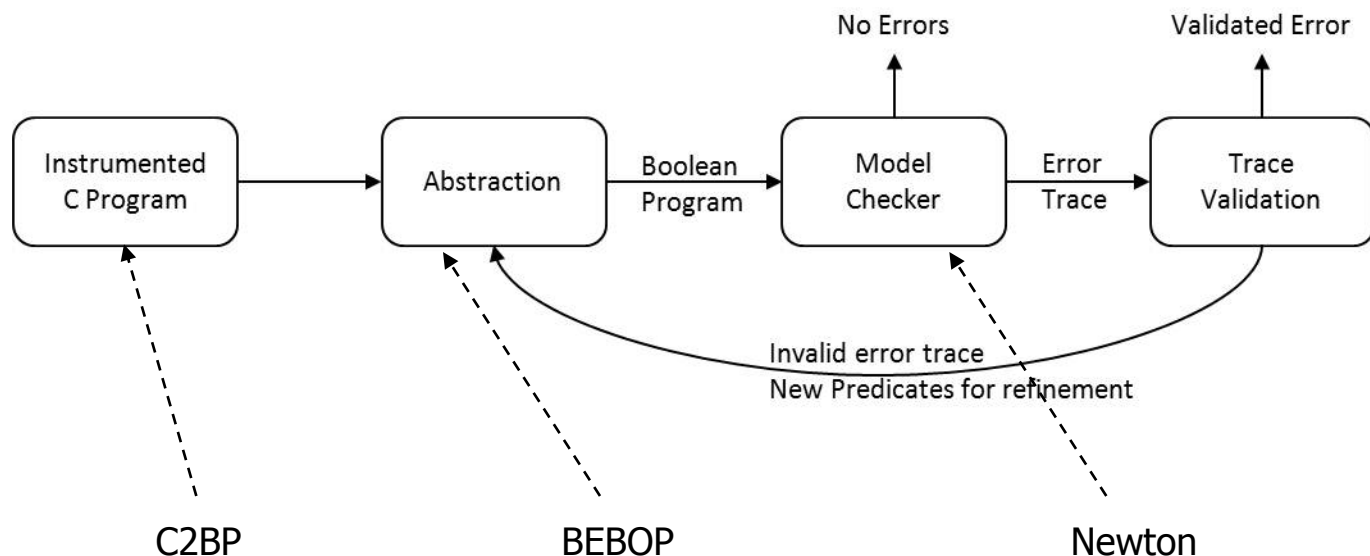 No Errors
Validated Error
Instrumented
C Program
Abstraction
Boolean
Program
Model
Checker
Error
Trace
Trace
Validation
Invalid error trace
New Predicates for refinement
C2BP
BEBOP
Newton